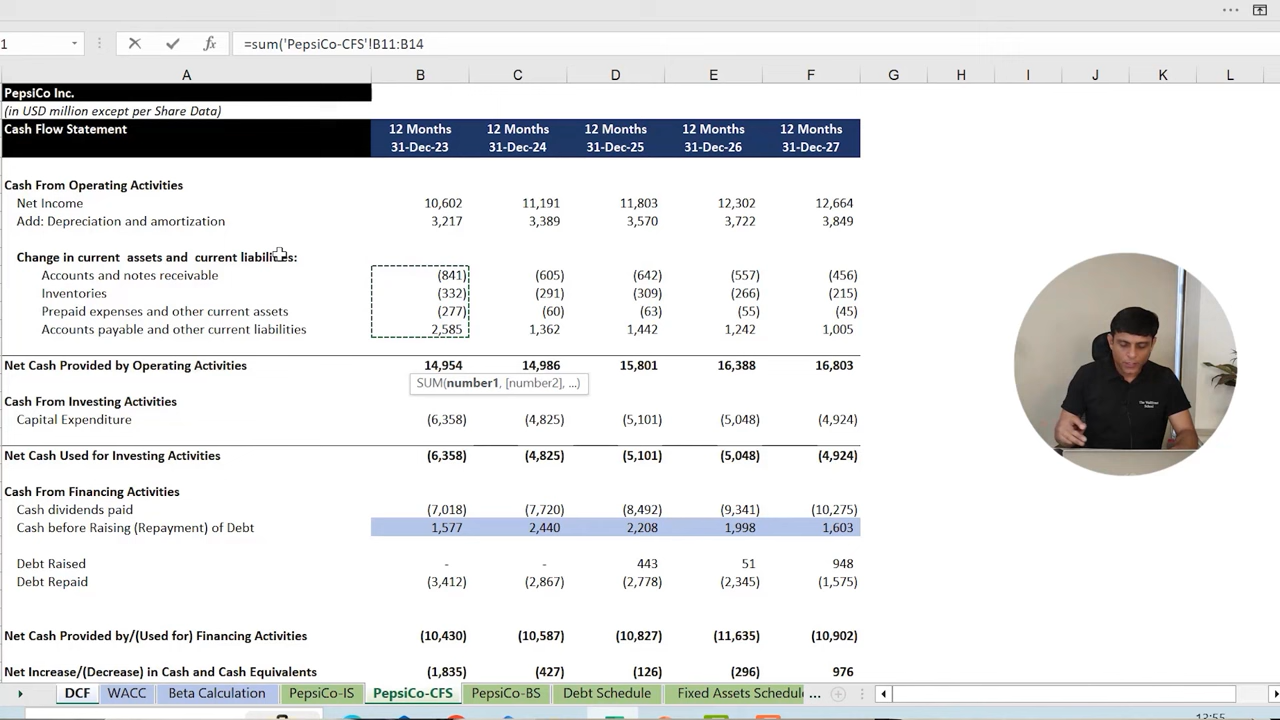 1 =sum('PepsiCo-CFS'!B11:B14
A B C D E F G H I J K L
PepsiCo Inc.
(in USD million except per Share Data)
Cash Flow Statement 12 Months 12 Months 12 Months 12 Months 12 Months
31-Dec-23 31-Dec-24 31-Dec-25 31-Dec-26 31-Dec-27
Cash From Operating Activities
Net Income 10,602 11,191 11,803 12,302 12,664
Add: Depreciation and amortization 3,217 3,389 3,570 3,722 3,849
Change in current assets and current liabilities:
Accounts and notes receivable (841) (605) (642) (557) (456)
Inventories (332) (291) (309) (266) (215)
Prepaid expenses and other current assets (277) (60) (63) (55) (45)
Accounts payable and other current liabilities 2,585 1,362 1,442 1,242 1,005
Net Cash Provided by Operating Activities 14,954 14,986 15,801 16,388 16,803
SUM(number1, [number2], ...)
Cash From Investing Activities
Capital Expenditure (6,358) (4,825) (5,101) (5,048) (4,924)
Net Cash Used for Investing Activities (6,358) (4,825) (5,101) (5,048) (4,924)
Cash From Financing Activities
Cash dividends paid (7,018) (7,720) (8,492) (9,341) (10,275)
Cash before Raising (Repayment) of Debt 1,577 2,440 2,208 1,998 1,603
Debt Raised - - 443 51 948
Debt Repaid (3,412) (2,867) (2,778) (2,345) (1,575)
Net Cash Provided by/(Used for) Financing Activities (10,430) (10,587) (10,827) (11,635) (10,902)
Net Increase/(Decrease) in Cash and Cash Equivalents (1,835) (427) (126) (296) 976
DCF WACC Beta Calculation PepsiCo-IS PepsiCo-CFS PepsiCo-BS Debt Schedule Fixed Assets Schedule ...